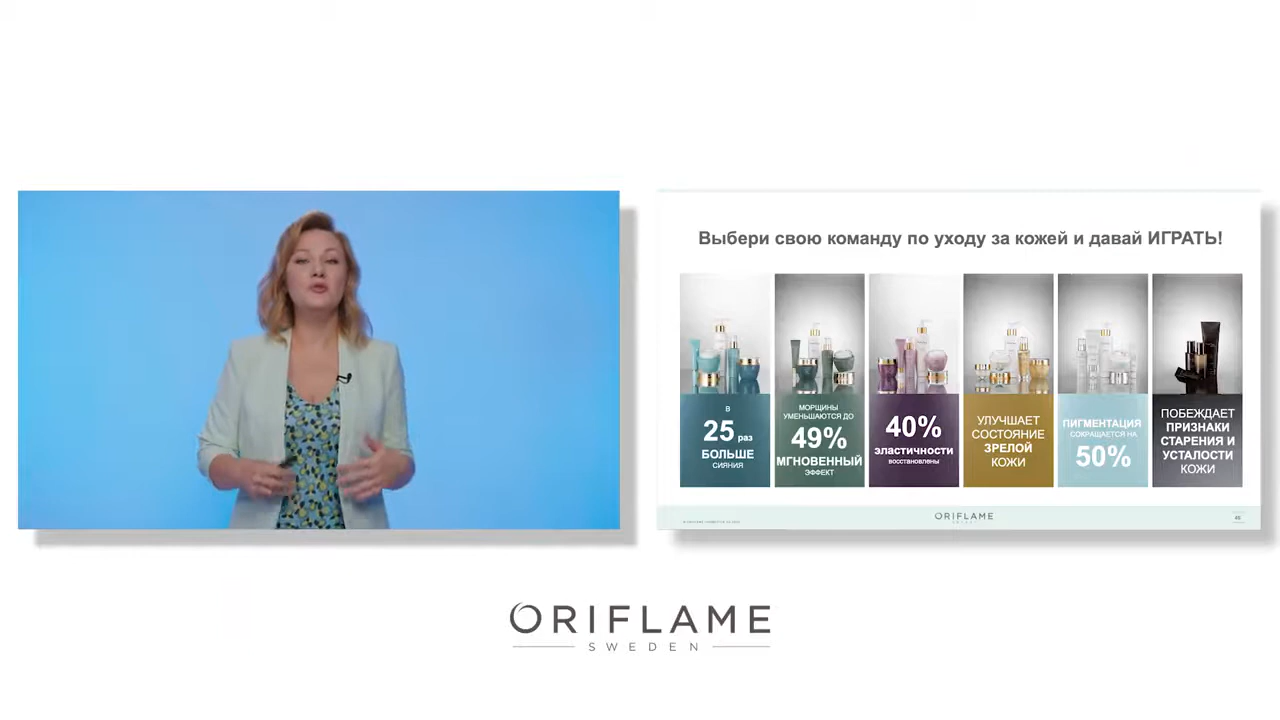 Выбери свою команду по уходу за кожей и давай ИГРАТЬ!
В
25 раз
БОЛЬШЕ
СИЯНИЯ
МОРЩИНЫ
УМЕНЬШАЮТСЯ ДО
49%
МГНОВЕННЫЙ
ЭФФЕКТ
40%
эластичности
восстановлены
УЛУЧШАЕТ
СОСТОЯНИЕ
ЗРЕЛОЙ
КОЖИ
ПИГМЕНТАЦИЯ
СОКРАЩАЕТСЯ НА
50%
ПОБЕЖДАЕТ
ПРИЗНАКИ
СТАРЕНИЯ И
УСТАЛОСТИ
КОЖИ
ORIFLAME
ORIFLAME
SWEDEN